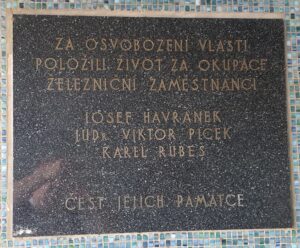 ZA OSVOBOZENÍ VLASTI
POLOŽILI ŽIVOT ZA OKUPACE
ŽELEZNIČNÍ ZAMĚSTNANCI
JOSEF HAVRÁNEK
JUDr. VIKTOR PÍCEK
KAREL RUBEŠ
ČEST JEJICH PAMÁTCE